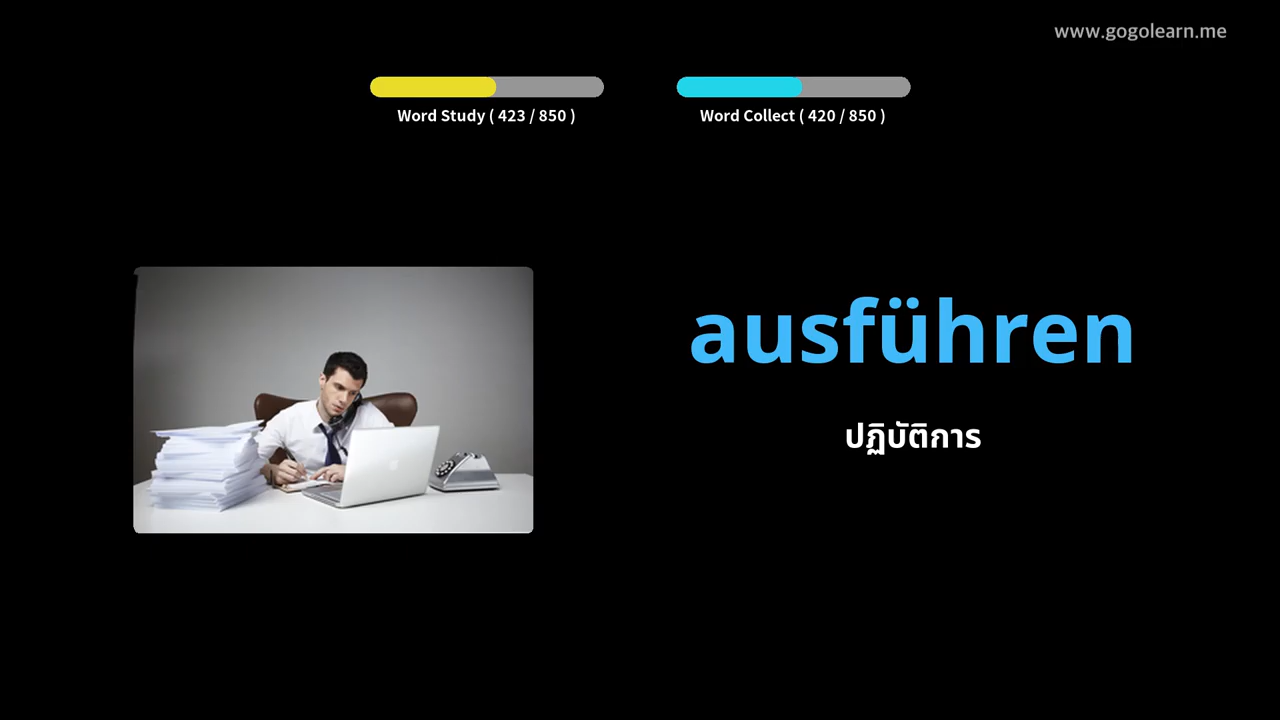 www.gogolearn.me
Word Study ( 423 / 850 )
Word Collect ( 420 / 850 )
ausführen
ปฏิบัติการ